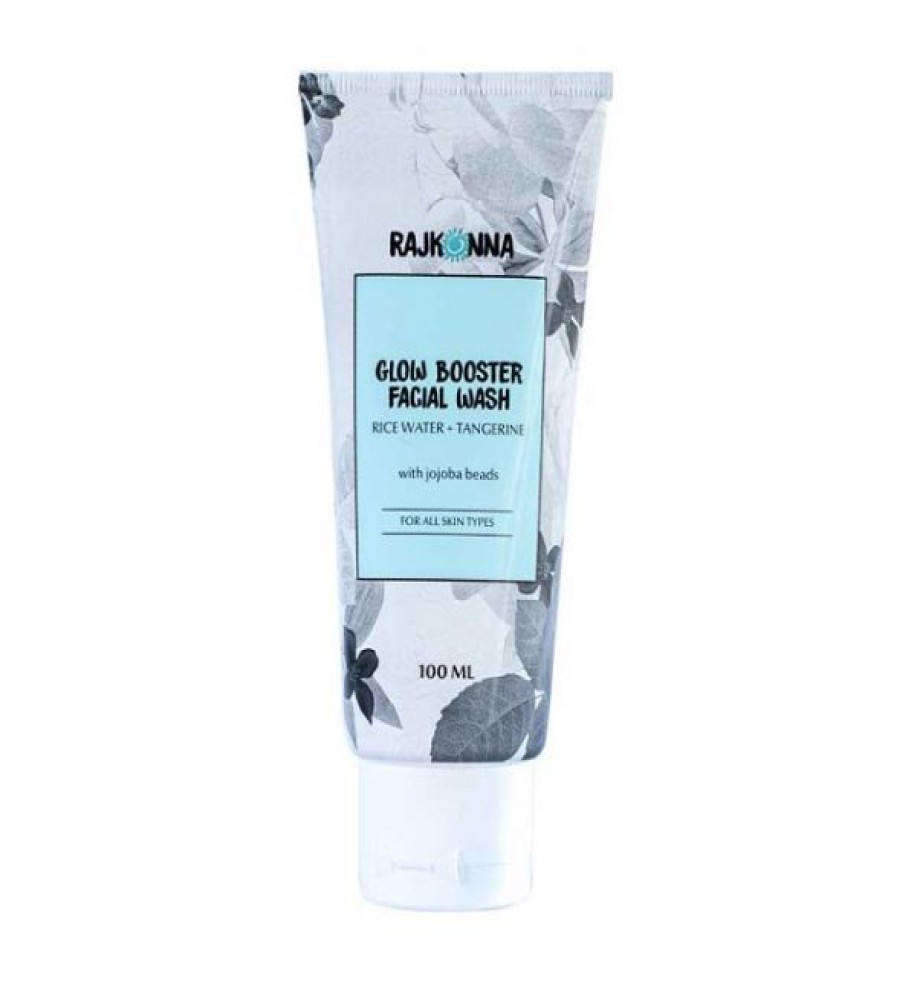 RAJKONNA
GLOW BOOSTER
FACIAL WASH
RICE WATER + TANGERINE
with jojoba beads
FOR ALL SKIN TYPES
100 ML